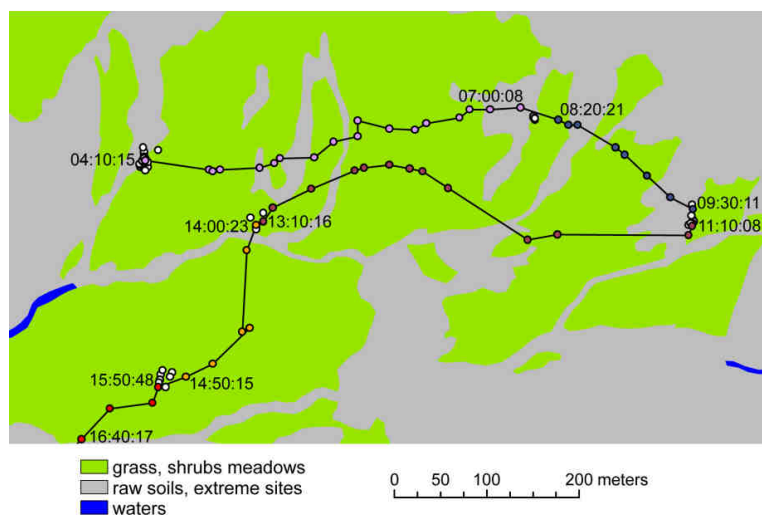 07:00:08
08:20:21
04:10:15
09:30:11
14:00:23
13:10:16
11:10:08
15:50:48
14:50:15
16:40:17
grass, shrubs meadows
raw soils, extreme sites
waters
0 50 100 200 meters